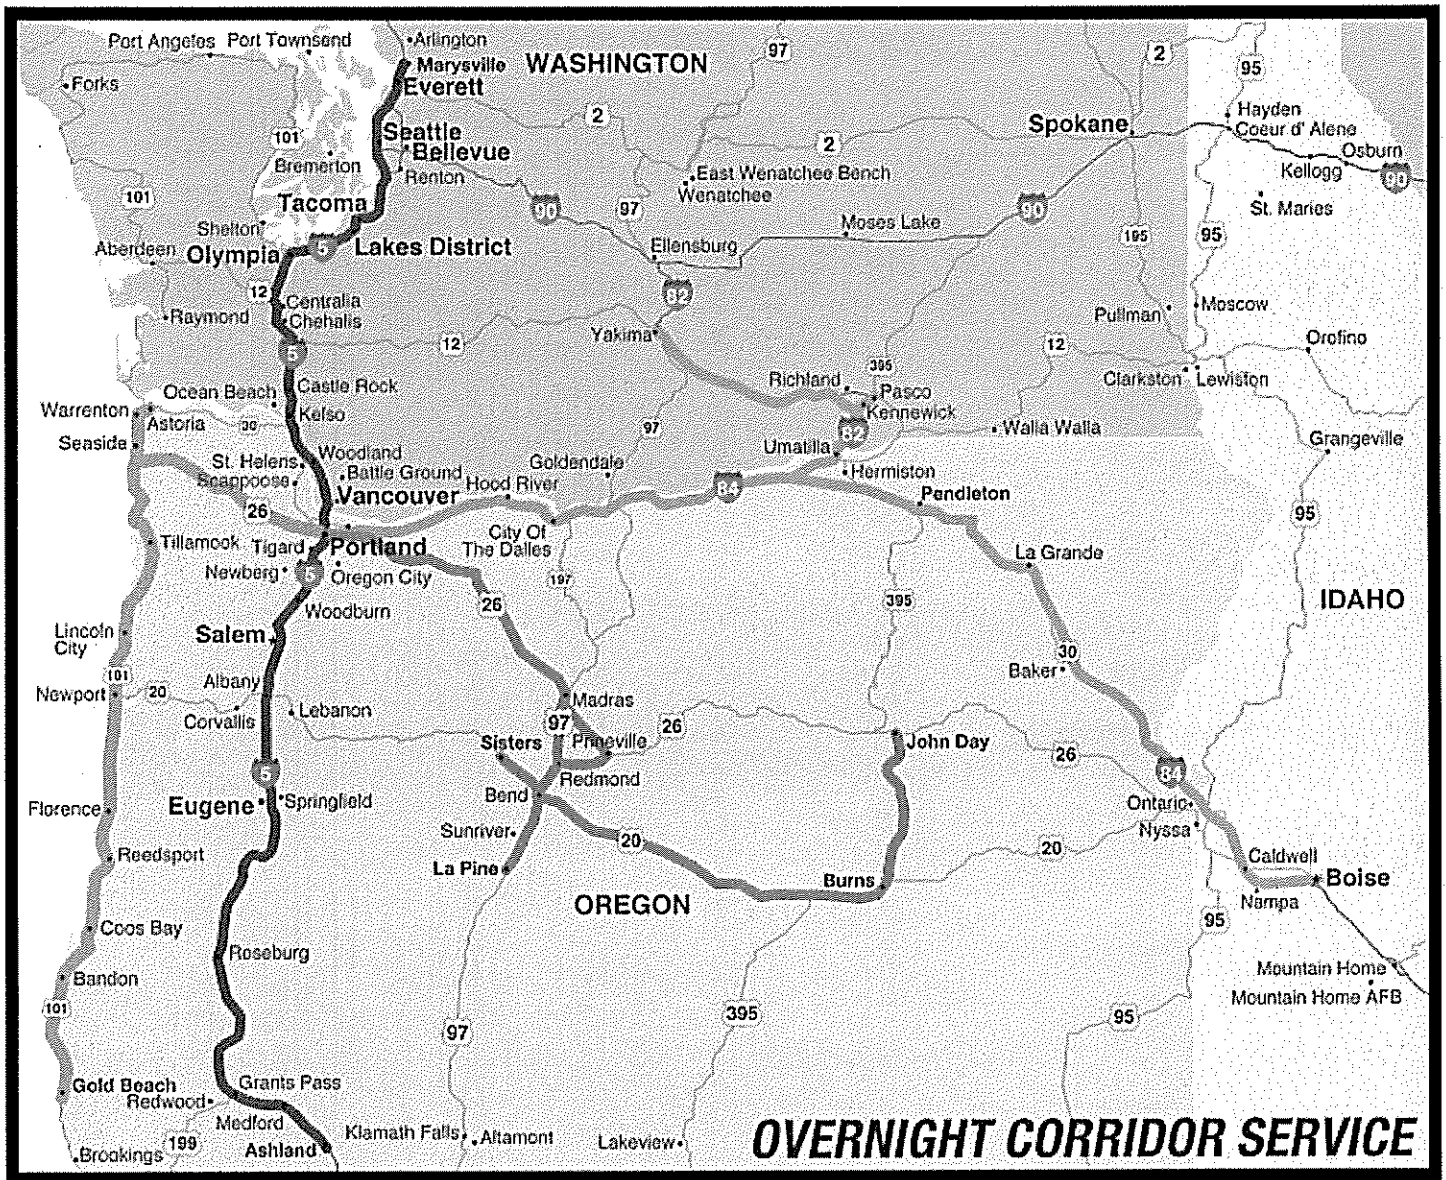 Port Angeles
Port Townsend
Arlington
97
2
95
Marysville
WASHINGTON
Everett
Forks
2
Hayden
101
Seattle
Spokane
Coeur d' Alene
Bellevue
2
Osburn
Bremerton
Renton
East Wenatchee Bench
Kellogg
90
101
Wenatchee
Tacoma
90
97
90
St. Maries
Shelton
Moses Lake
195
95
Aberdeen
Olympia
5
Lakes District
Ellensburg
12
Centralia
82
Raymond
Chehalis
Pullman
Moscow
Yakima
5
12
12
Orofino
395
Richland
Clarkston
Lewiston
Ocean Beach
Castle Rock
Pasco
Warrenton
Kelso
Kennewick
Astoria
30
97
82
Walla Walla
Seaside
Umatilla
Grangeville
St. Helens
Woodland
Battle Ground
Goldendale
Hermiston
Scappoose
Hood River
84
Vancouver
Pendleton
26
95
City Of
The Dalles
Tillamook
Tigard
Portland
La Grande
Newberg
5
Oregon City
197
26
395
IDAHO
Woodburn
Lincoln
City
Salem
30
101
Albany
Baker
Newport
20
Madras
Corvallis
Lebanon
97
26
Sisters
Prineville
John Day
26
5
Redmond
84
Eugene
Springfield
Bend
Ontario
Florence
Sunriver
20
Nyssa
20
Reedsport
Caldwell
La Pine
Burns
Boise
OREGON
Nampa
95
Coos Bay
Roseburg
Bandon
Mountain Home
101
Mountain Home AFB
97
395
95
Gold Beach
Grants Pass
Redwood
Medford
199
Klamath Falls
Altamont
Lakeview
Ashland
Brookings
OVERNIGHT CORRIDOR SERVICE